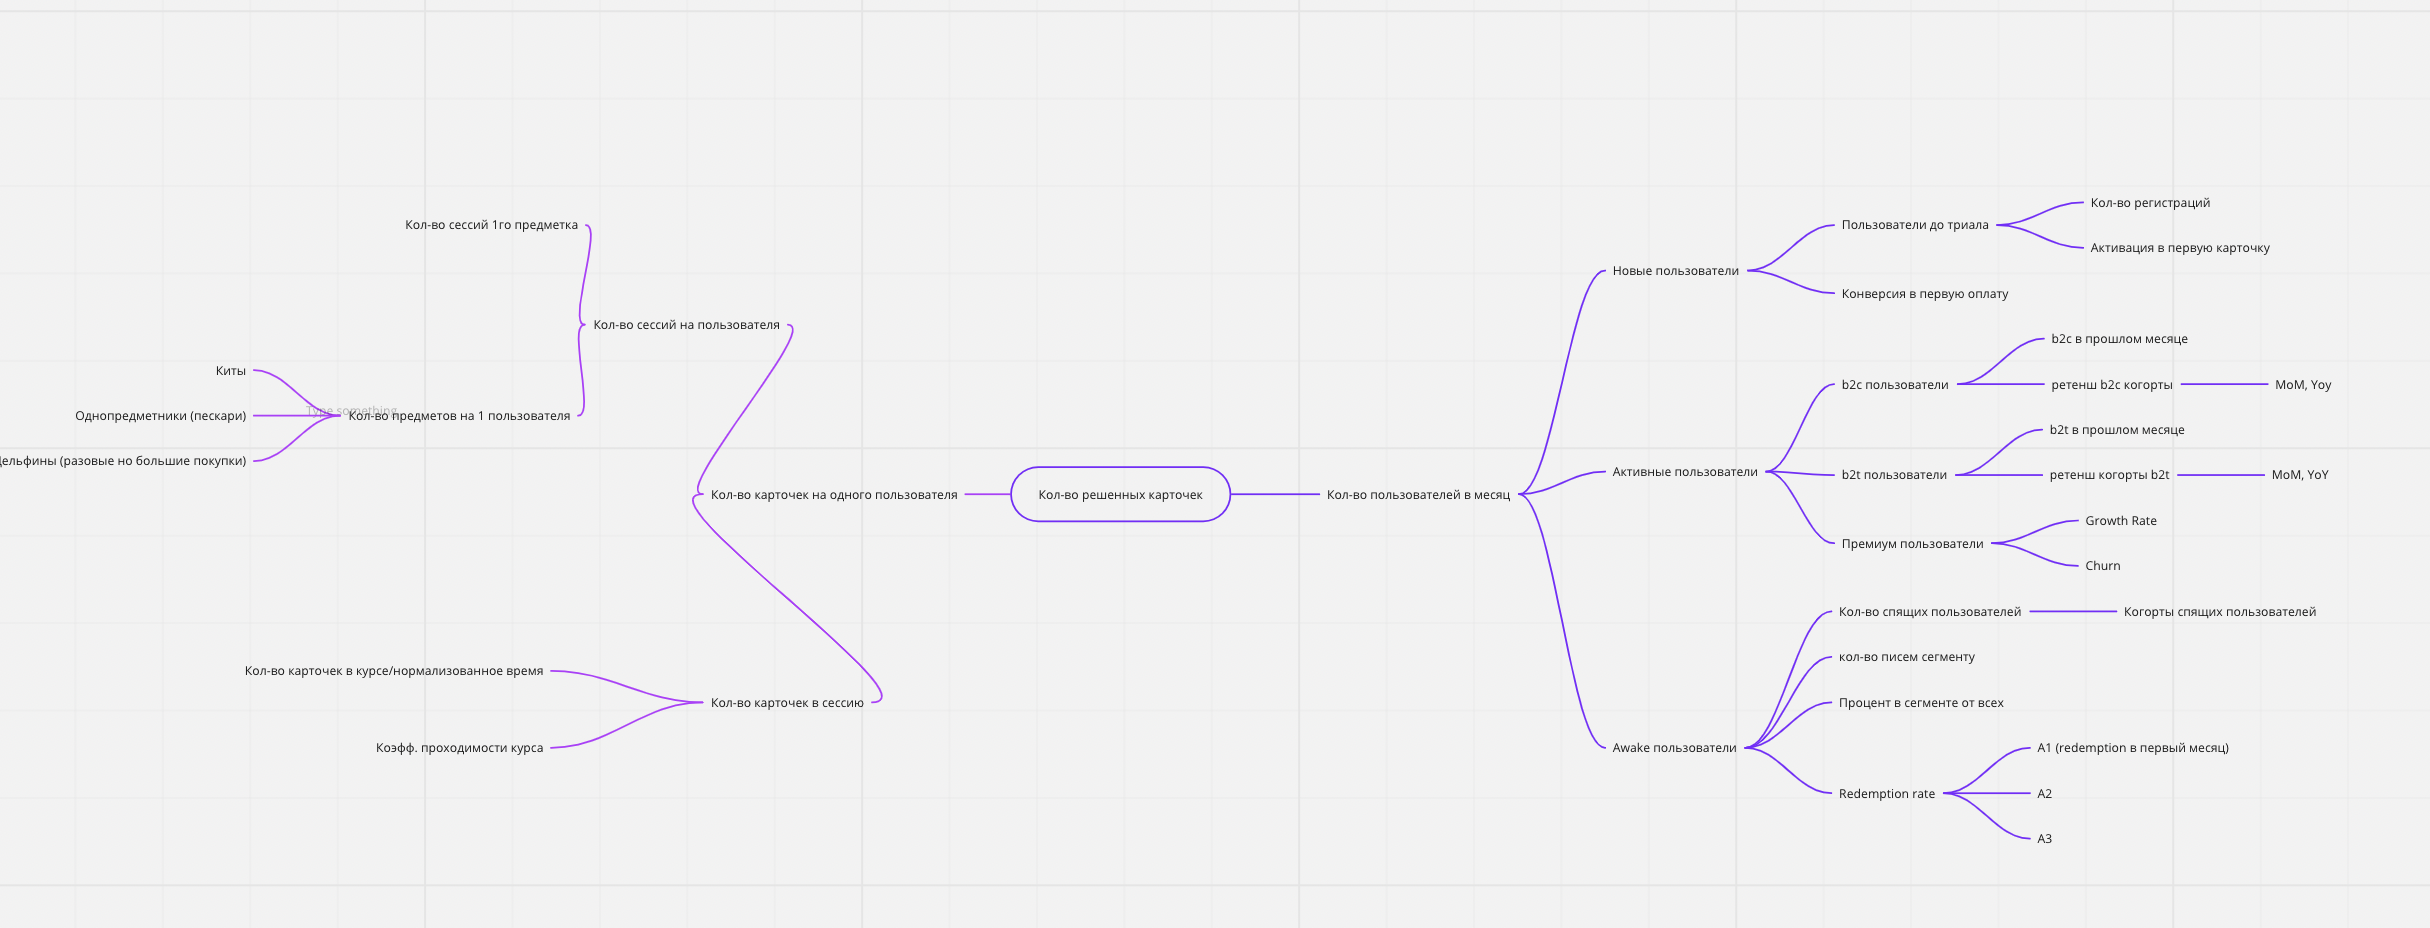 Кол-во регистраций
Кол-во сессий 1го предметка
Пользователи до триала
Активация в первую карточку
Новые пользователи
Конверсия в первую оплату
Кол-во сессий на пользователя
b2c в прошлом месяце
Киты
b2c пользователи
ретенш b2c когорты
MoM, Yoy
Type something
Однопредметники (пескари)
Кол-во предметов на 1 пользователя
b2t в прошлом месяце
(разовые но большие покупки)
Активные пользователи
b2t пользователи
ретенш когорты b2t
MoM, YoY
Кол-во карточек на одного пользователя
Кол-во решенных карточек
Кол-во пользователей в месяц
Growth Rate
Премиум пользователи
Churn
Кол-во спящих пользователей
Когорты спящих пользователей
кол-во писем сегменту
Кол-во карточек в курсе/нормализованное время
Кол-во карточек в сессию
Процент в сегменте от всех
Коэфф. проходимости курса
Awake пользователи
A1 (redemption в первый месяц)
Redemption rate
A2
A3